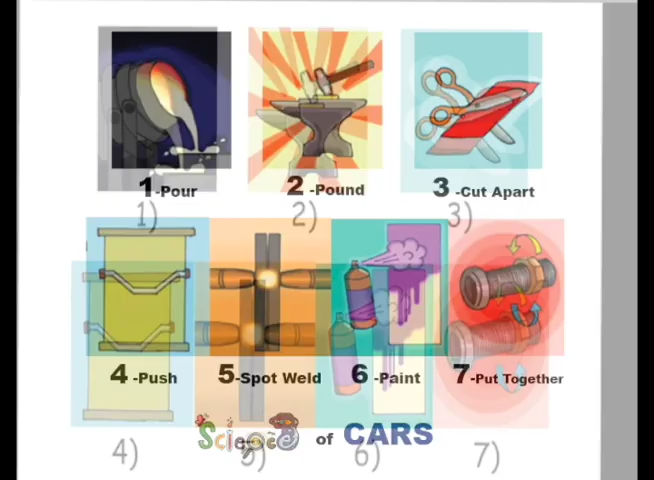 1-Pour 2 -Pound 3 -Cut Apart
1) 2) 3)
4 -Push 5-Spot Weld 6 -Paint 7-Put Together
Science of CARS
4) 5) 6) 7)